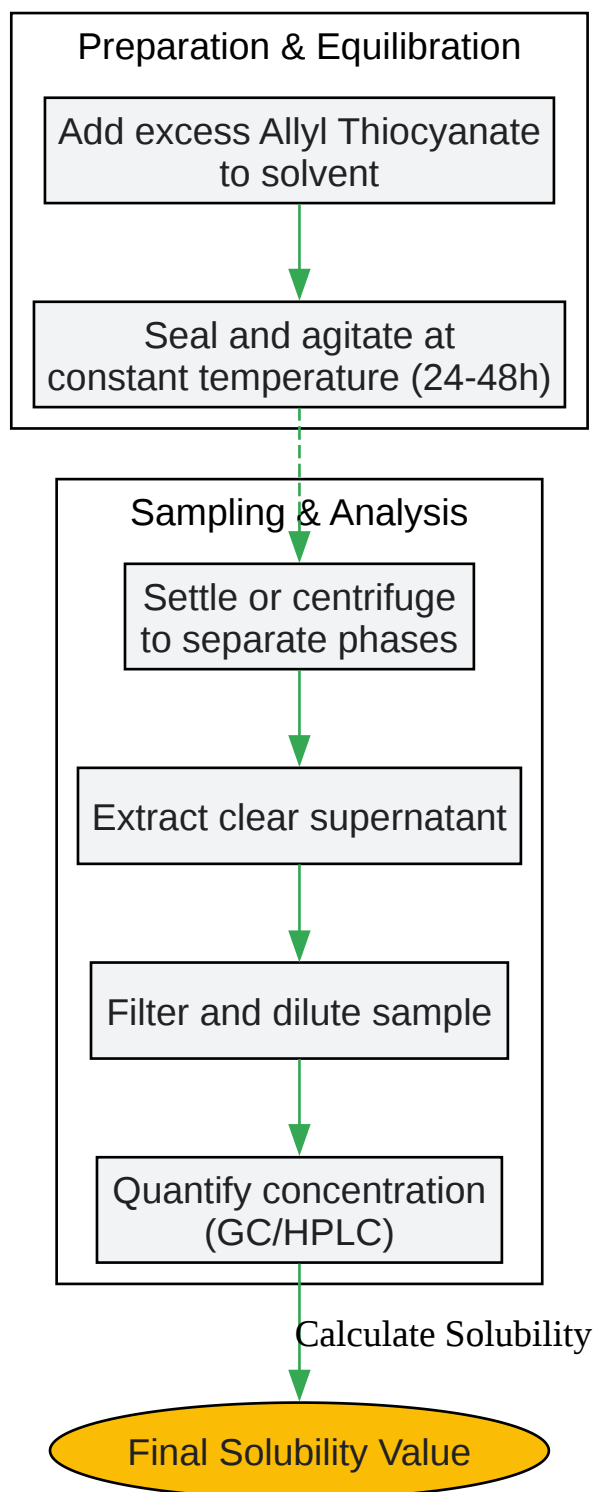 Preparation & Equilibration
Add excess Allyl Thiocyanate
to solvent
Seal and agitate at
constant temperature (24-48h)
Sampling & Analysis
Settle or centrifuge
to separate phases
Extract clear supernatant
Filter and dilute sample
Quantify concentration
(GC/HPLC)
Calculate Solubility
Final Solubility Value